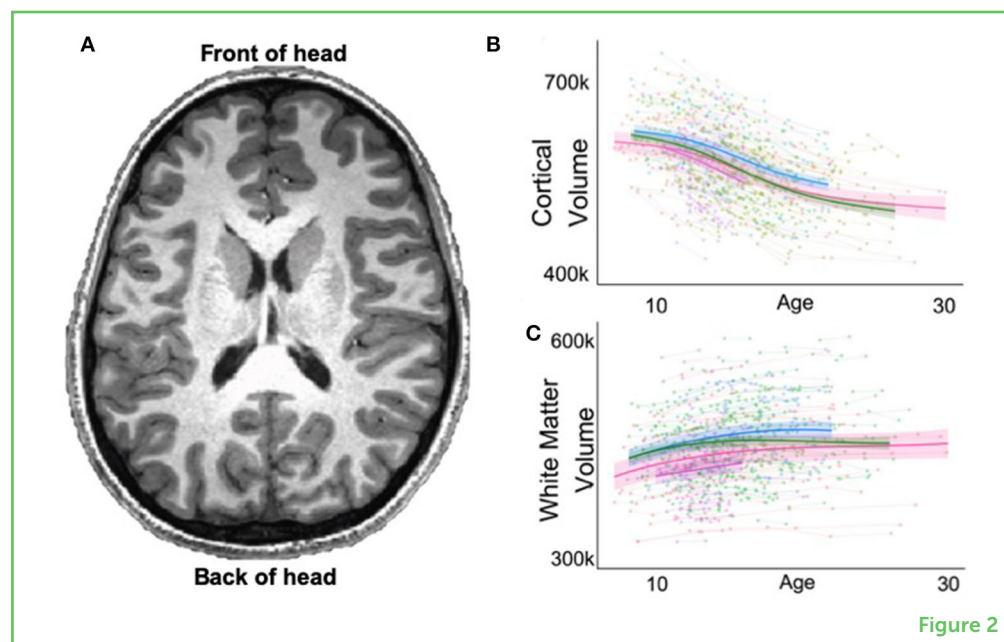 A
Front of head
Back of head
B
700k
Cortical
Volume
400k
10
Age
30
C
600k
White Matter
Volume
300k
10
Age
30
Figure 2